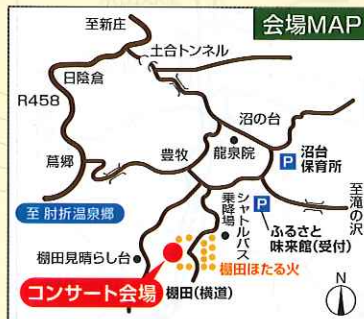 会場MAP
至新庄
土合トンネル
日陰倉
R458
沼の台
龍泉院
P 沼台
保育所
豊牧
蔦郷
至 肘折温泉郷
シャトルバス
乗降場
P
ふるさと
味来館(受付)
至滝の沢
棚田見晴らし台
棚田ほたる火
コンサート会場
棚田(横道)
N